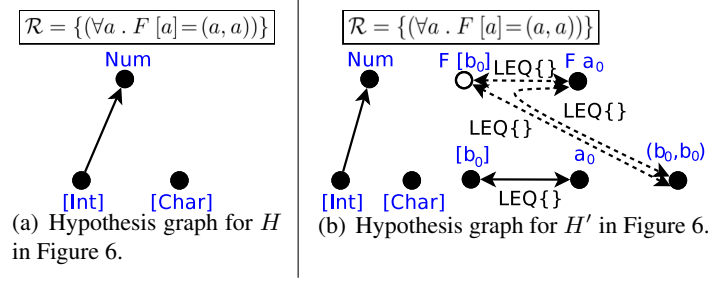 ℛ = {(∀a . F [a]=(a, a))}
Num
[Int]
[Char]
(a) Hypothesis graph for H
in Figure 6.
ℛ = {(∀a . F [a]=(a, a))}
Num
F [b₀]
F a₀
LEQ{}
LEQ{}
LEQ{}
[b₀]
a₀
(b₀,b₀)
[Int]
[Char]
LEQ{}
(b) Hypothesis graph for H′ in Figure 6.